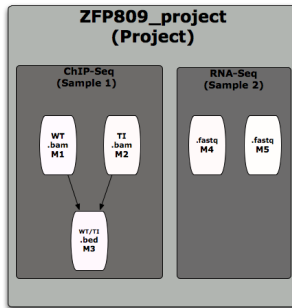 ZFP809_project
(Project)
ChIP-Seq
(Sample 1)
RNA-Seq
(Sample 2)
WT
.bam
M1
TI
.bam
M2
.fastq
M4
.fastq
M5
WT/TI
.bed
M3